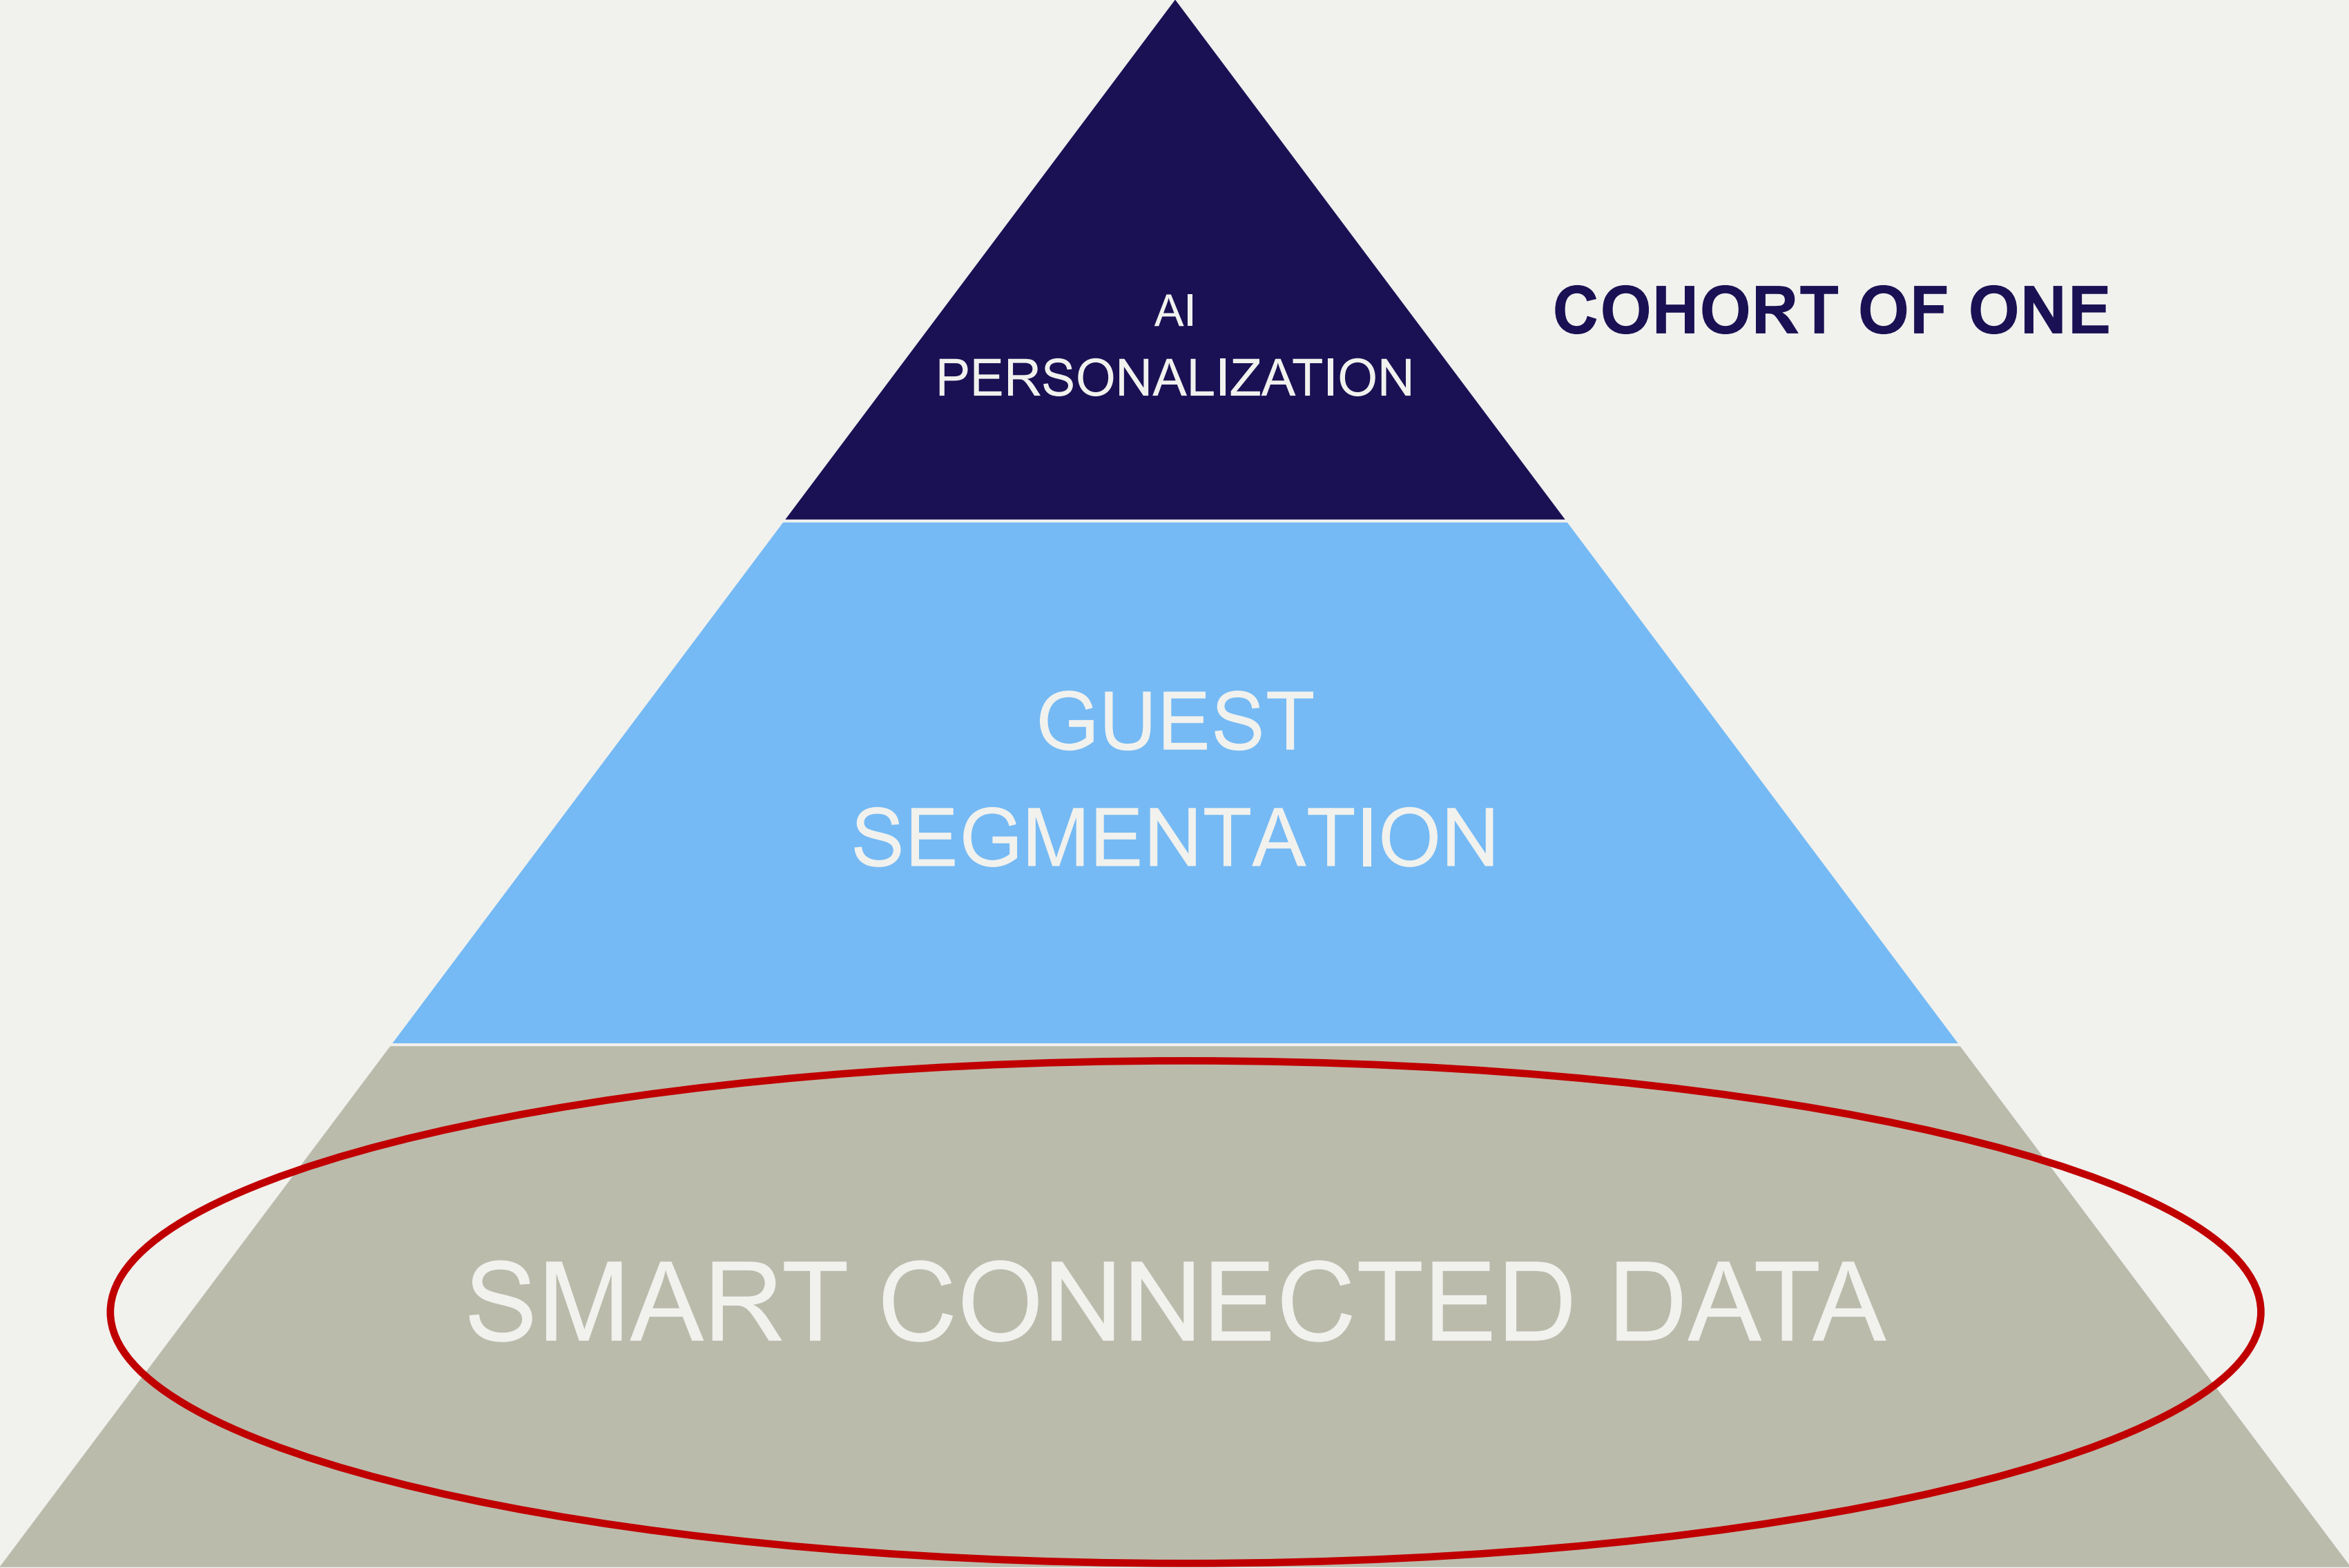 AI
PERSONALIZATION
COHORT OF ONE
GUEST
SEGMENTATION
SMART CONNECTED DATA